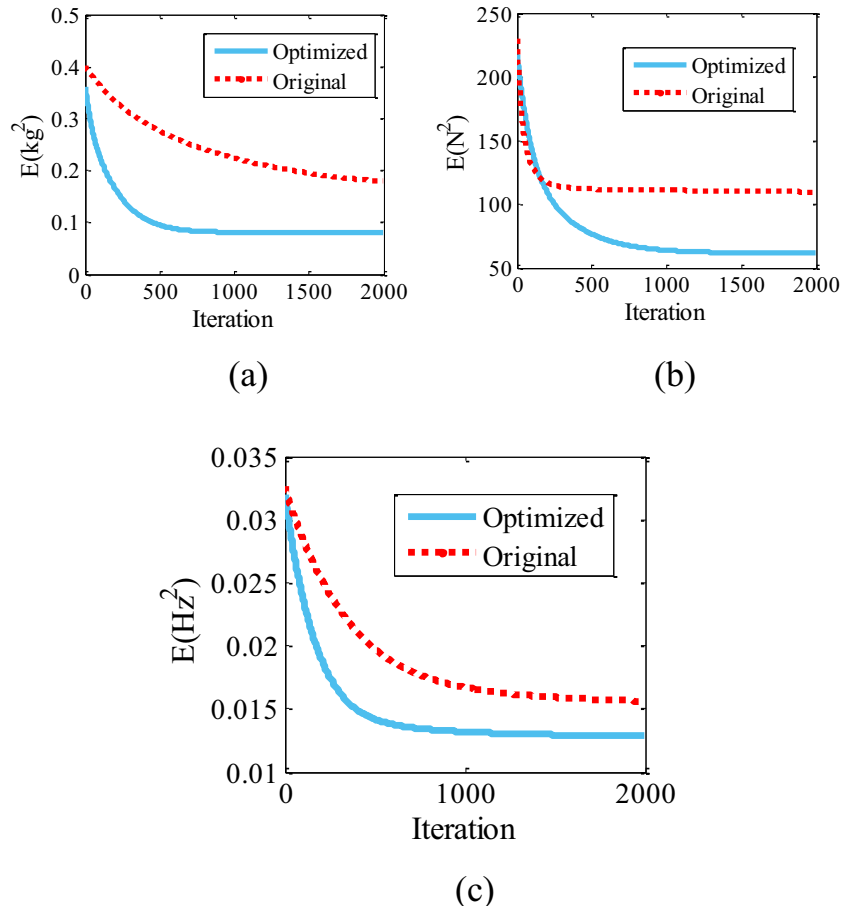 0.5
0.4
0.3
0.2
0.1
0
E(kg²)
0 500 1000 1500 2000
Iteration
Optimized
Original
(a)
250
200
150
100
50
E(N²)
0 500 1000 1500 2000
Iteration
Optimized
Original
(b)
0.035
0.03
0.025
0.02
0.015
0.01
E(Hz²)
0 1000 2000
Iteration
Optimized
Original
(c)